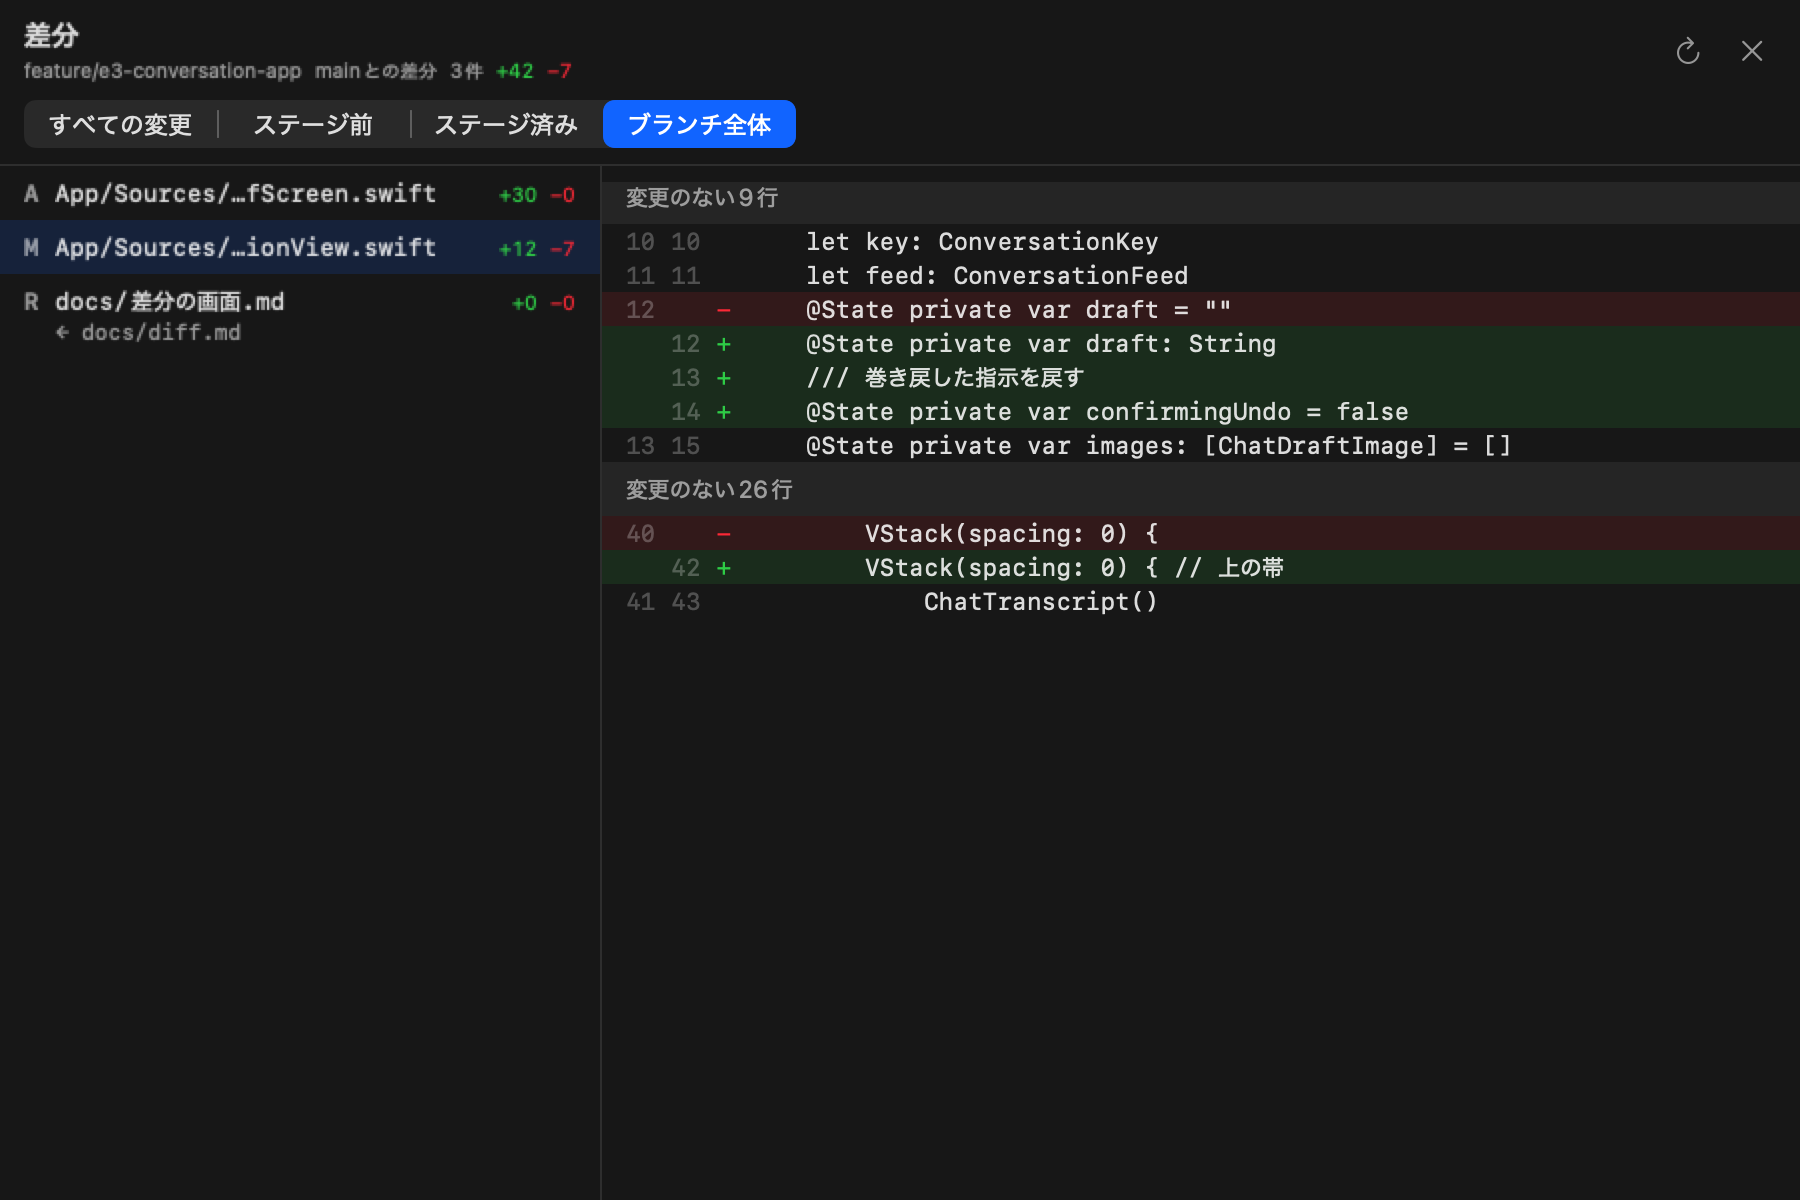 差分
feature/e3-conversation-app mainとの差分 3件 +42 −7
すべての変更 ステージ前 ステージ済み ブランチ全体
A App/Sources/…fScreen.swift +30 −0
M App/Sources/…ionView.swift +12 −7
R docs/差分の画面.md +0 −0
← docs/diff.md
変更のない9行
10 10 let key: ConversationKey
11 11 let feed: ConversationFeed
12 − @State private var draft = ""
12 + @State private var draft: String
13 + /// 巻き戻した指示を戻す
14 + @State private var confirmingUndo = false
13 15 @State private var images: [ChatDraftImage] = []
変更のない26行
40 − VStack(spacing: 0) {
42 + VStack(spacing: 0) { // 上の帯
41 43 ChatTranscript()